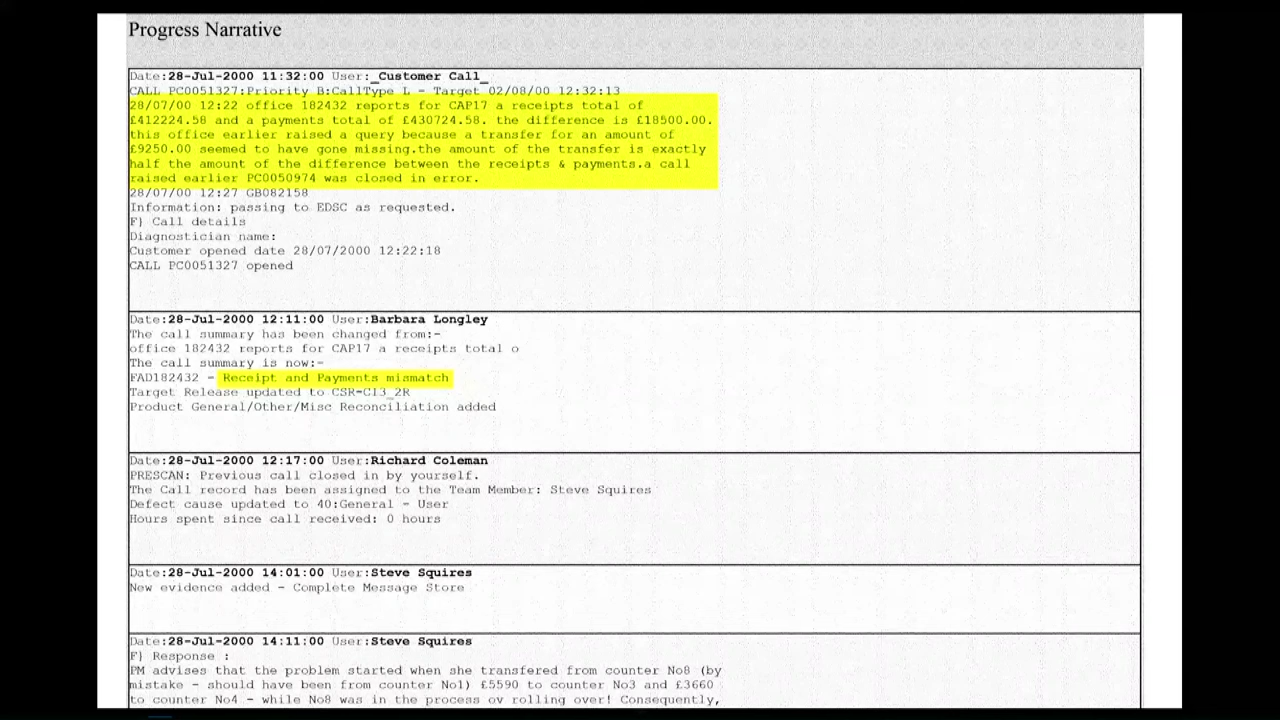 Progress Narrative
Date:28-Jul-2000 11:32:00 User:_Customer Call_
CALL PC0051327:Priority B:CallType L - Target 02/08/00 12:32:13
28/07/00 12:22 office 182432 reports for CAP17 a receipts total of
£412224.58 and a payments total of £430724.58. the difference is £18500.00.
this office earlier raised a query because a transfer for an amount of
£9250.00 seemed to have gone missing.the amount of the transfer is exactly
half the amount of the difference between the receipts & payments.a call
raised earlier PC0050974 was closed in error.
28/07/00 12:27 GB082158
Information: passing to EDSC as requested.
F} Call details
Diagnostician name:
Customer opened date 28/07/2000 12:22:18
CALL PC0051327 opened
Date:28-Jul-2000 12:11:00 User:Barbara Longley
The call summary has been changed from:-
office 182432 reports for CAP17 a receipts total o
The call summary is now:-
FAD182432 - Receipt and Payments mismatch
Target Release updated to CSR-CI3_2R
Product General/Other/Misc Reconciliation added
Date:28-Jul-2000 12:17:00 User:Richard Coleman
PRESCAN: Previous call closed in by yourself.
The Call record has been assigned to the Team Member: Steve Squires
Defect cause updated to 40:General - User
Hours spent since call received: 0 hours
Date:28-Jul-2000 14:01:00 User:Steve Squires
New evidence added - Complete Message Store
Date:28-Jul-2000 14:11:00 User:Steve Squires
F} Response :
PM advises that the problem started when she transfered from counter No8 (by
mistake - should have been from counter No1) £5590 to counter No3 and £3660
to counter No4 - while No8 was in the process ov rolling over! Consequently,